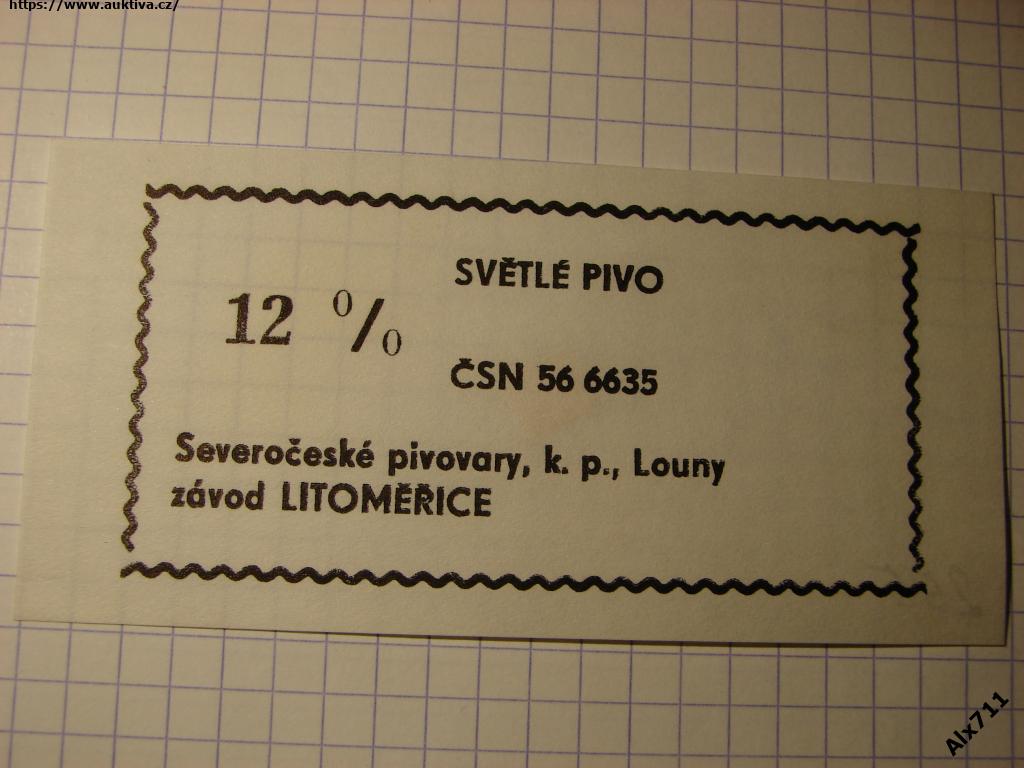 https://www.auktiva.cz/
SVĚTLÉ PIVO
12 %
ČSN 56 6635
Severočeské pivovary, k. p., Louny
závod LITOMĚŘICE
Alx711